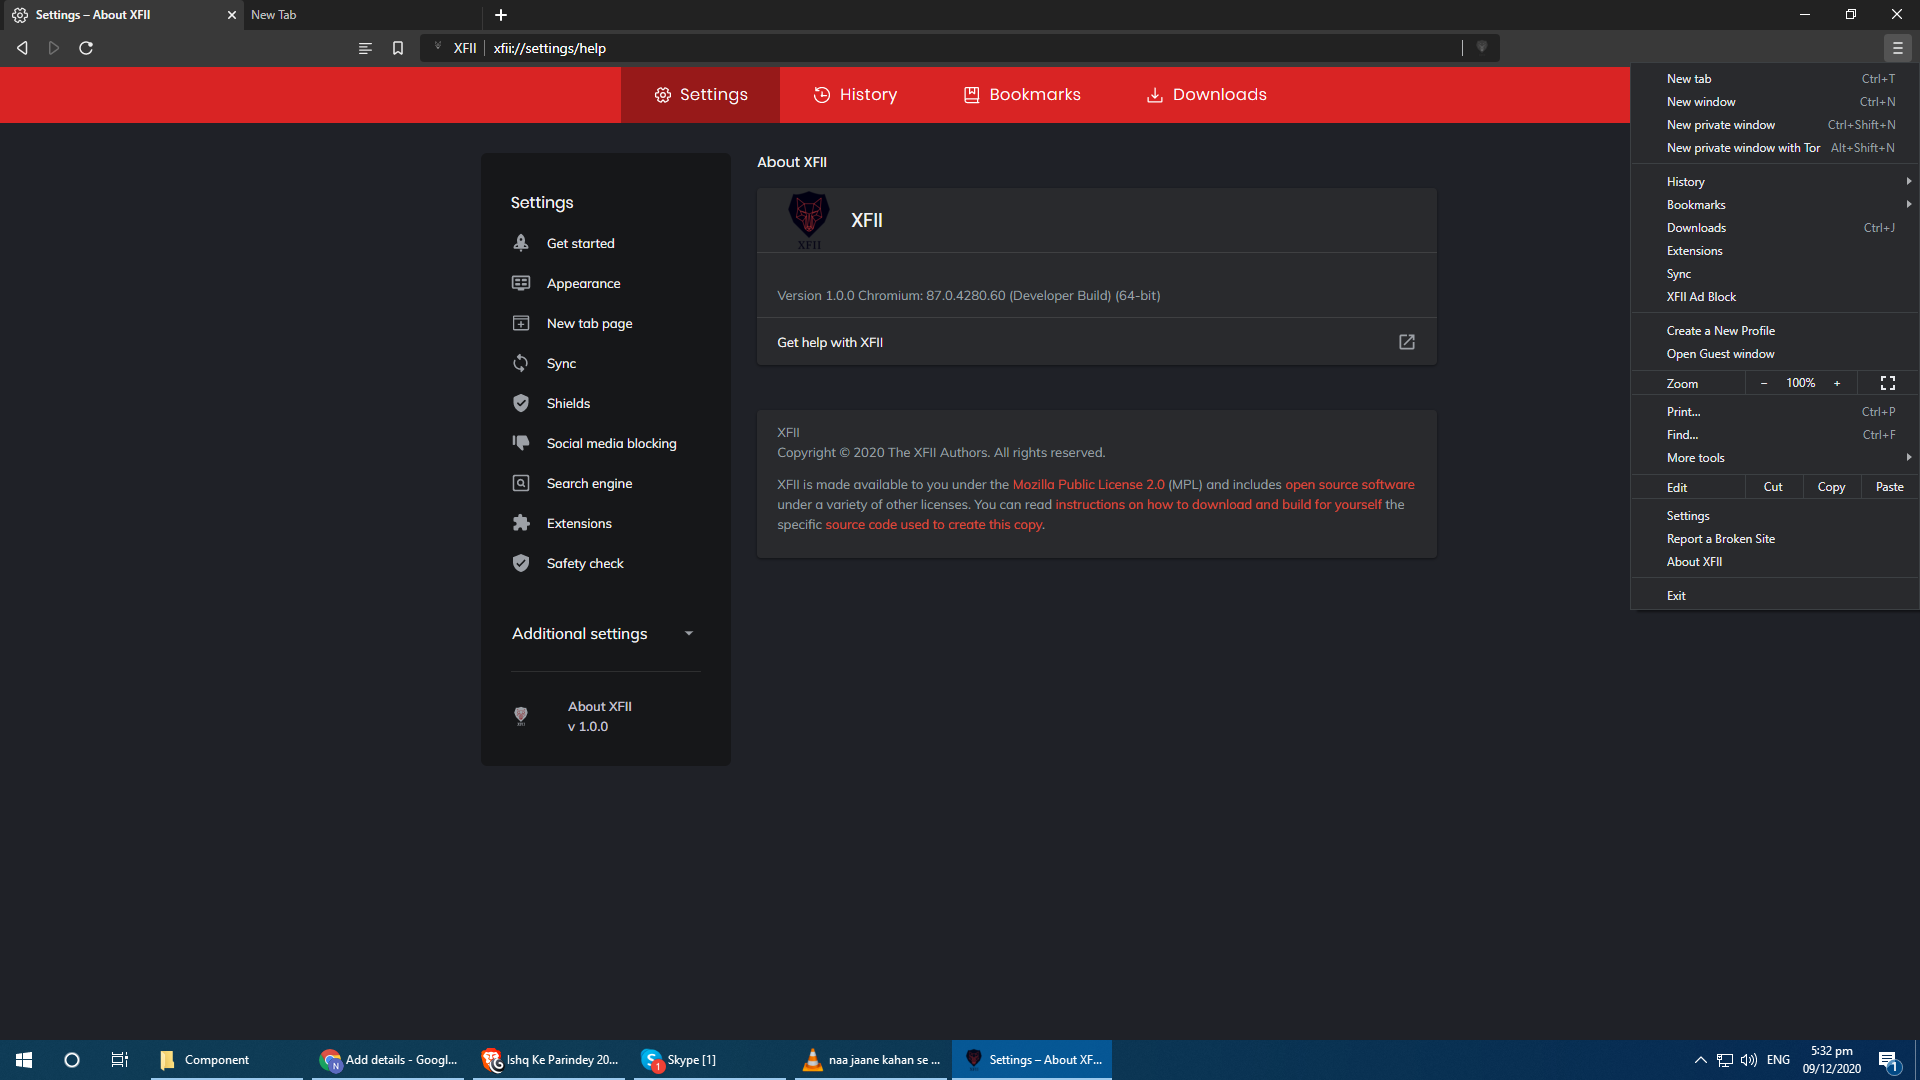 Settings – About XFII
New Tab
XFII
xfii://settings/help
Settings
History
Bookmarks
Downloads
Settings
Get started
Appearance
New tab page
Sync
Shields
Social media blocking
Search engine
Extensions
Safety check
Additional settings
About XFII
v 1.0.0
About XFII
XFII
XFII
Version 1.0.0 Chromium: 87.0.4280.60 (Developer Build) (64-bit)
Get help with XFII
XFII
Copyright © 2020 The XFII Authors. All rights reserved.
XFII is made available to you under the Mozilla Public License 2.0 (MPL) and includes open source software
under a variety of other licenses. You can read instructions on how to download and build for yourself the
specific source code used to create this copy.
New tab Ctrl+T
New window Ctrl+N
New private window Ctrl+Shift+N
New private window with Tor Alt+Shift+N
History
Bookmarks
Downloads Ctrl+J
Extensions
Sync
XFII Ad Block
Create a New Profile
Open Guest window
Zoom − 100% +
Print... Ctrl+P
Find... Ctrl+F
More tools
Edit Cut Copy Paste
Settings
Report a Broken Site
About XFII
Exit
Component
N
Add details - Googl...
Ishq Ke Parindey 20...
1
Skype [1]
naa jaane kahan se ...
Settings – About XF...
ENG
5:32 pm
09/12/2020
1